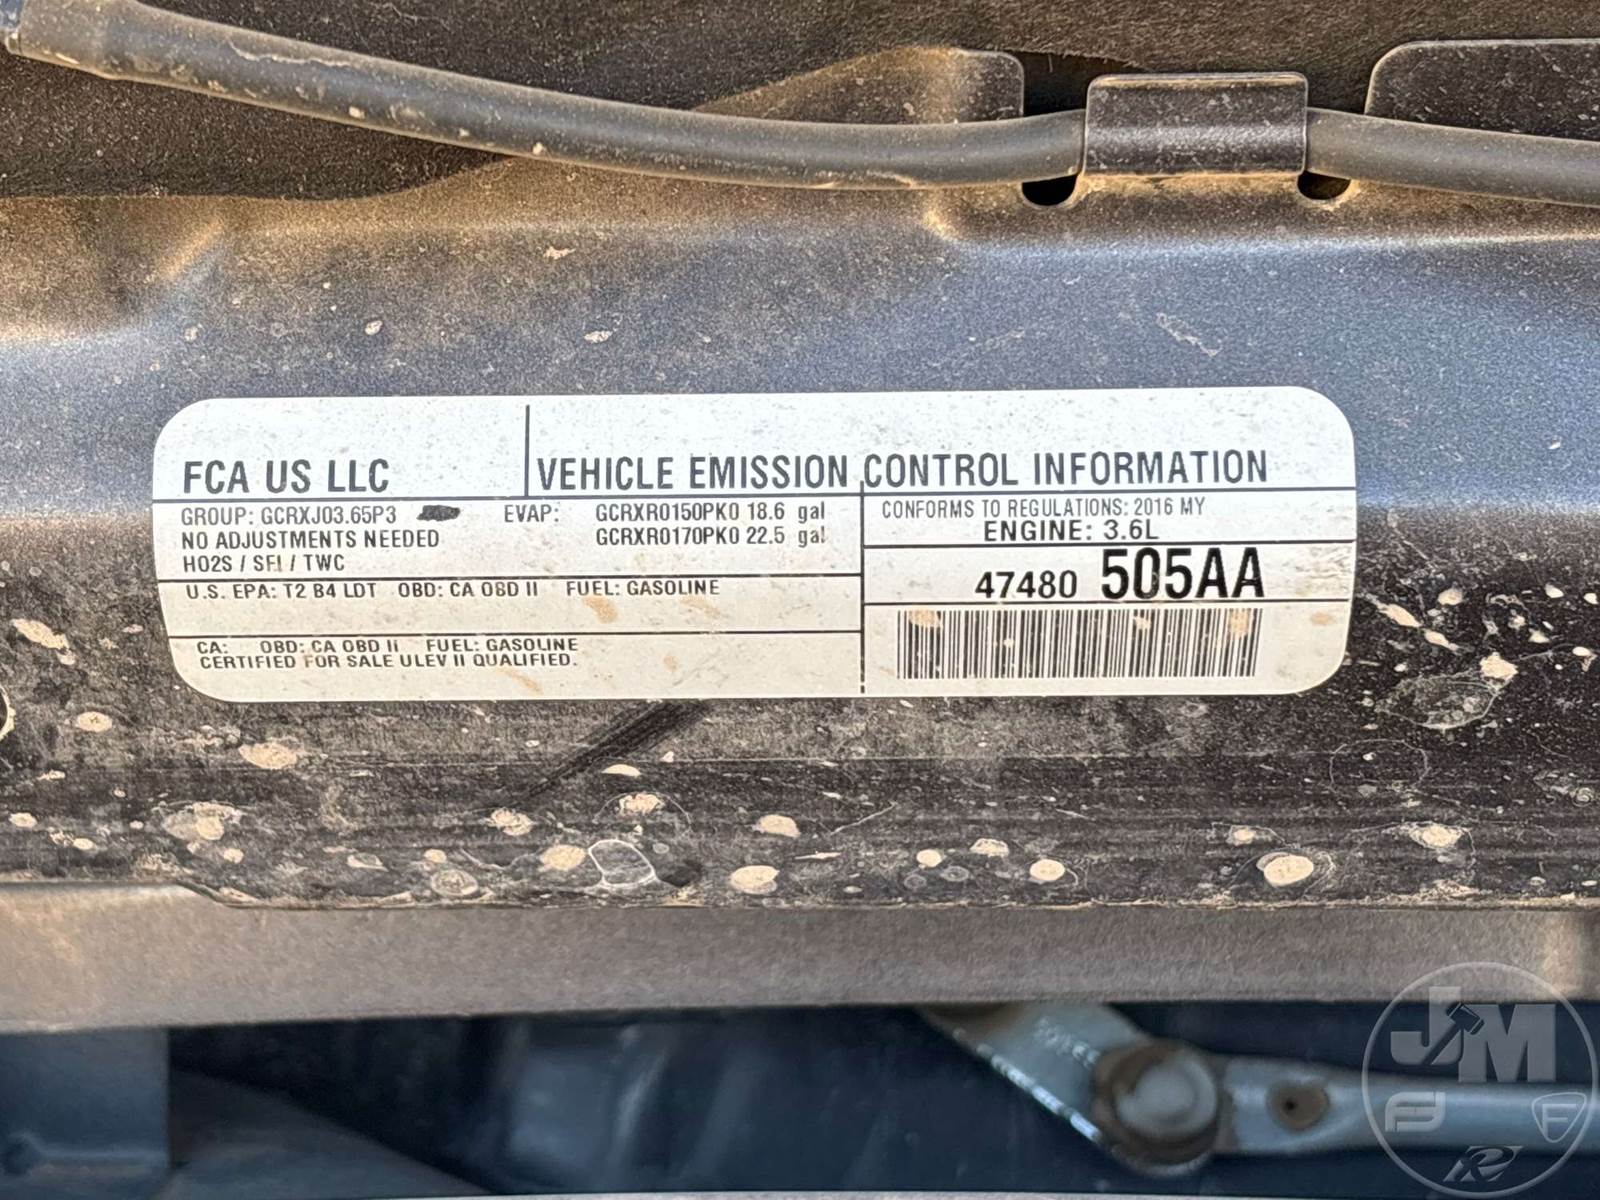 FCA US LLC
VEHICLE EMISSION CONTROL INFORMATION
GROUP: GCRXJ03.65P3
NO ADJUSTMENTS NEEDED
HO2S / SFI / TWC
EVAP: GCRXR0150PK0 18.6 gal
GCRXR0170PK0 22.5 gal
CONFORMS TO REGULATIONS: 2016 MY
ENGINE: 3.6L
47480 505AA
U.S. EPA: T2 B4 LDT OBD: CA OBD II FUEL: GASOLINE
CA: OBD: CA OBD II FUEL: GASOLINE
CERTIFIED FOR SALE ULEV II QUALIFIED.
JM